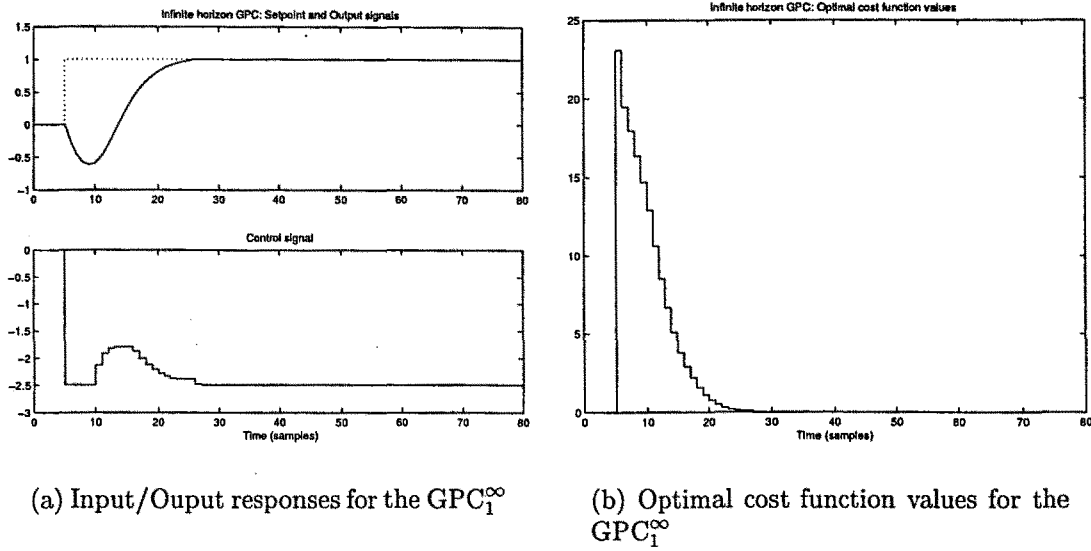 Infinite horizon GPC: Setpoint and Output signals
1.5
1
0.5
0
−0.5
−1
0 10 20 30 40 50 60 70 80
Control signal
0
−0.5
−1
−1.5
−2
−2.5
−3
0 10 20 30 40 50 60 70 80
Time (samples)
(a) Input/Ouput responses for the GPC₁^∞
Infinite horizon GPC: Optimal cost function values
25
20
15
10
5
0
0 10 20 30 40 50 60 70 80
Time (samples)
(b) Optimal cost function values for the
GPC₁^∞